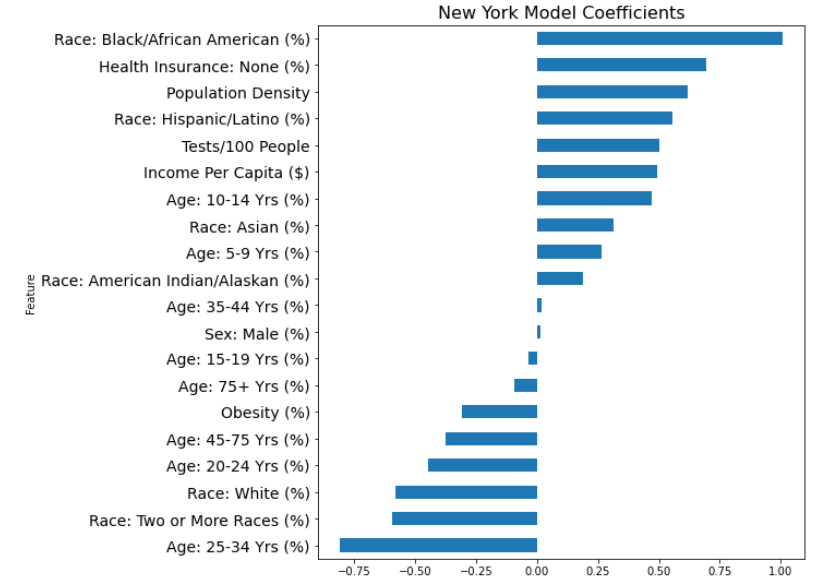 New York Model Coefficients
Race: Black/African American (%)
Health Insurance: None (%)
Population Density
Race: Hispanic/Latino (%)
Tests/100 People
Income Per Capita ($)
Age: 10-14 Yrs (%)
Race: Asian (%)
Age: 5-9 Yrs (%)
Race: American Indian/Alaskan (%)
Age: 35-44 Yrs (%)
Sex: Male (%)
Age: 15-19 Yrs (%)
Age: 75+ Yrs (%)
Obesity (%)
Age: 45-75 Yrs (%)
Age: 20-24 Yrs (%)
Race: White (%)
Race: Two or More Races (%)
Age: 25-34 Yrs (%)
Feature
−0.75 −0.50 −0.25 0.00 0.25 0.50 0.75 1.00